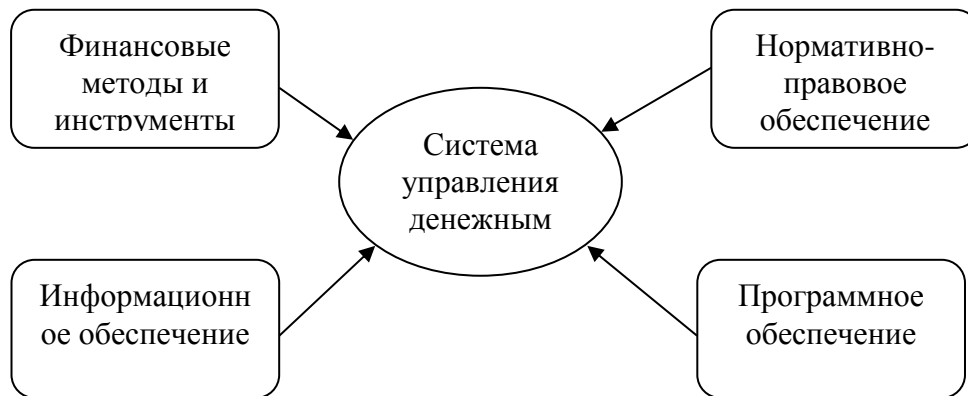 Финансовые
методы и
инструменты
Нормативно-
правовое
обеспечение
Система
управления
денежным
Информационн
ое обеспечение
Программное
обеспечение